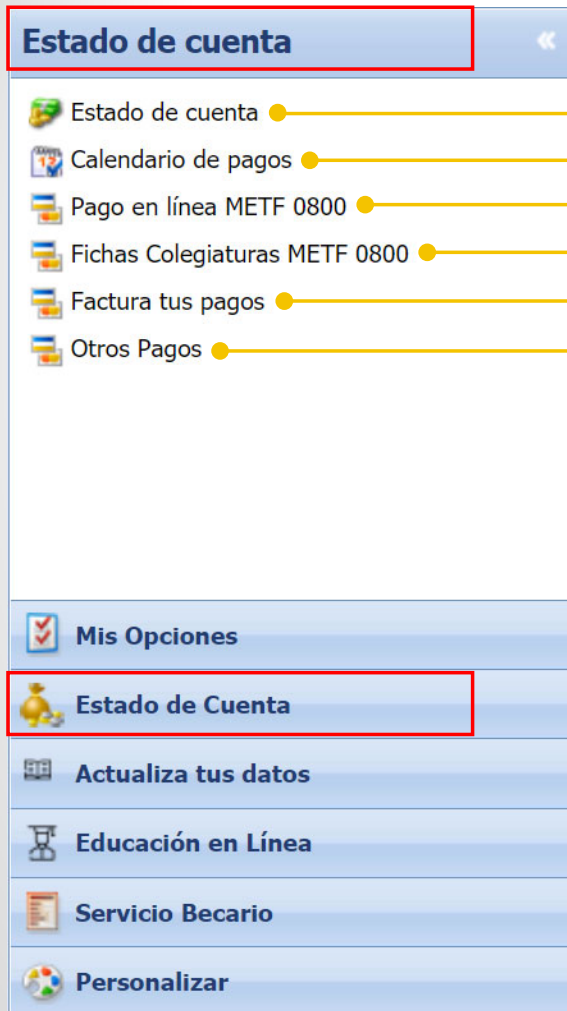 Estado de cuenta
Estado de cuenta
Calendario de pagos
Pago en línea METF 0800
Fichas Colegiaturas METF 0800
Factura tus pagos
Otros Pagos
Mis Opciones
Estado de Cuenta
Actualiza tus datos
Educación en Línea
Servicio Becario
Personalizar